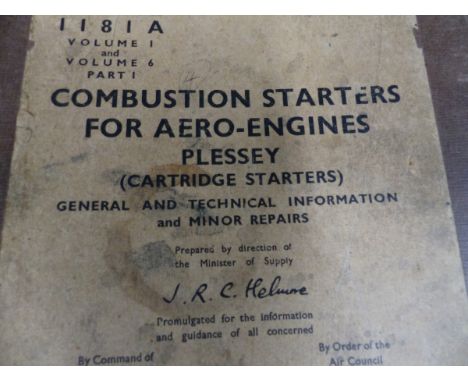 1181 A
VOLUME 1
and
VOLUME 6
PART 1
COMBUSTION STARTERS
FOR AERO-ENGINES
PLESSEY
(CARTRIDGE STARTERS)
GENERAL AND TECHNICAL INFORMATION
and MINOR REPAIRS
Prepared by direction of
the Minister of Supply
J. R. C. Helmore
Promulgated for the information
and guidance of all concerned
By Command of
By Order of the
Air Council